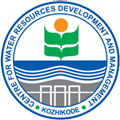 CENTRE FOR WATER RESOURCES DEVELOPMENT AND MANAGEMENT
KOZHIKODE